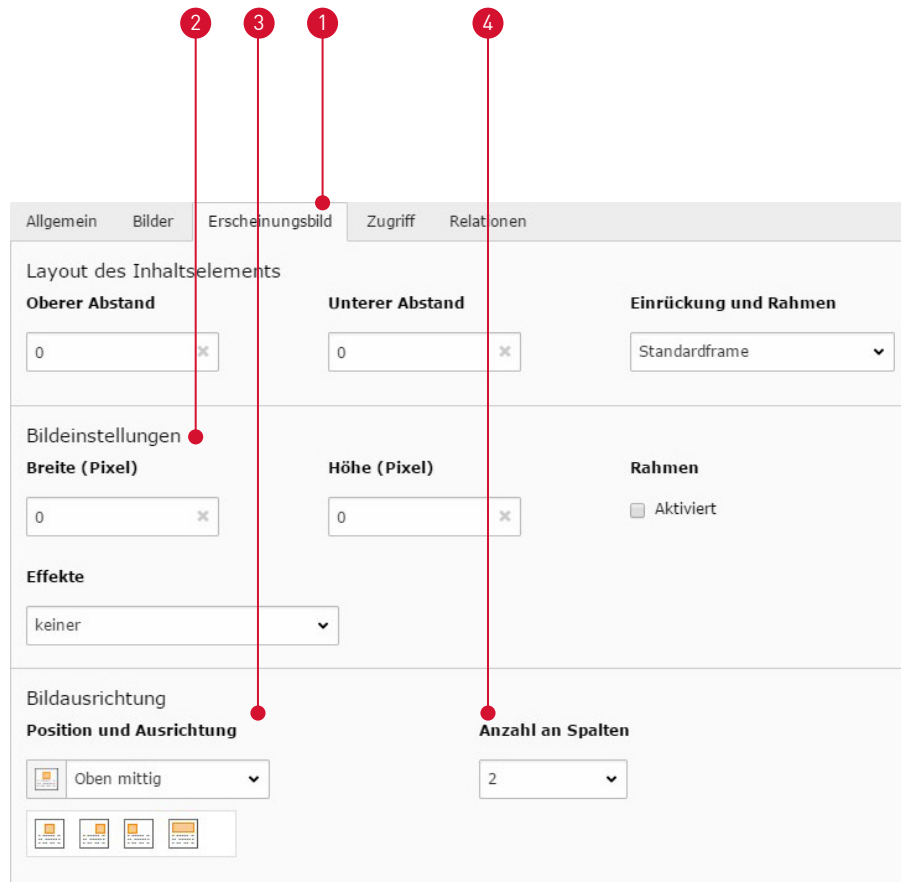 2 3 1 4
Allgemein Bilder Erscheinungsbild Zugriff Relationen
Layout des Inhaltselements
Oberer Abstand Unterer Abstand Einrückung und Rahmen
0 0 Standardframe
Bildeinstellungen
Breite (Pixel) Höhe (Pixel) Rahmen
0 0 Aktiviert
Effekte
keiner
Bildausrichtung
Position und Ausrichtung Anzahl an Spalten
Oben mittig 2